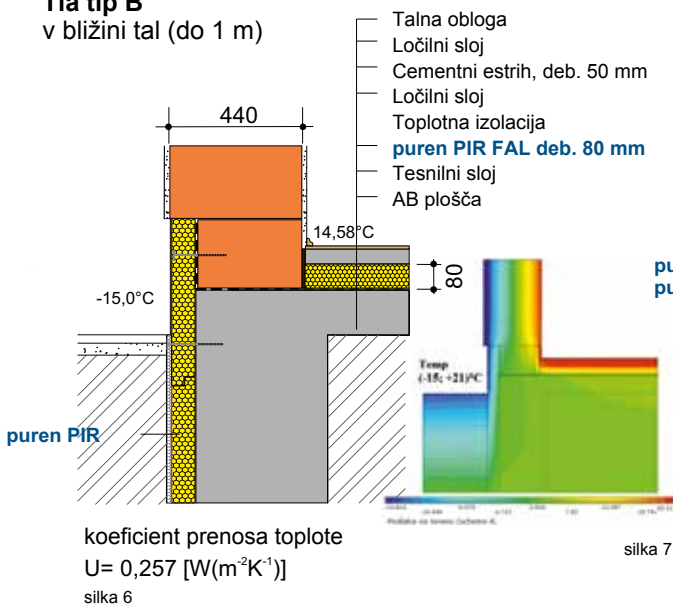 Tla tip B
v bližini tal (do 1 m)
Talna obloga
Ločilni sloj
Cementni estrih, deb. 50 mm
Ločilni sloj
Toplotna izolacija
puren PIR FAL deb. 80 mm
Tesnilni sloj
AB plošča
440
14,58°C
80
-15,0°C
pu
pu
Temp
(-15; +21)°C
puren PIR
koeficient prenosa toplote
U= 0,257 [W(m⁻²K⁻¹)]
silka 6
silka 7